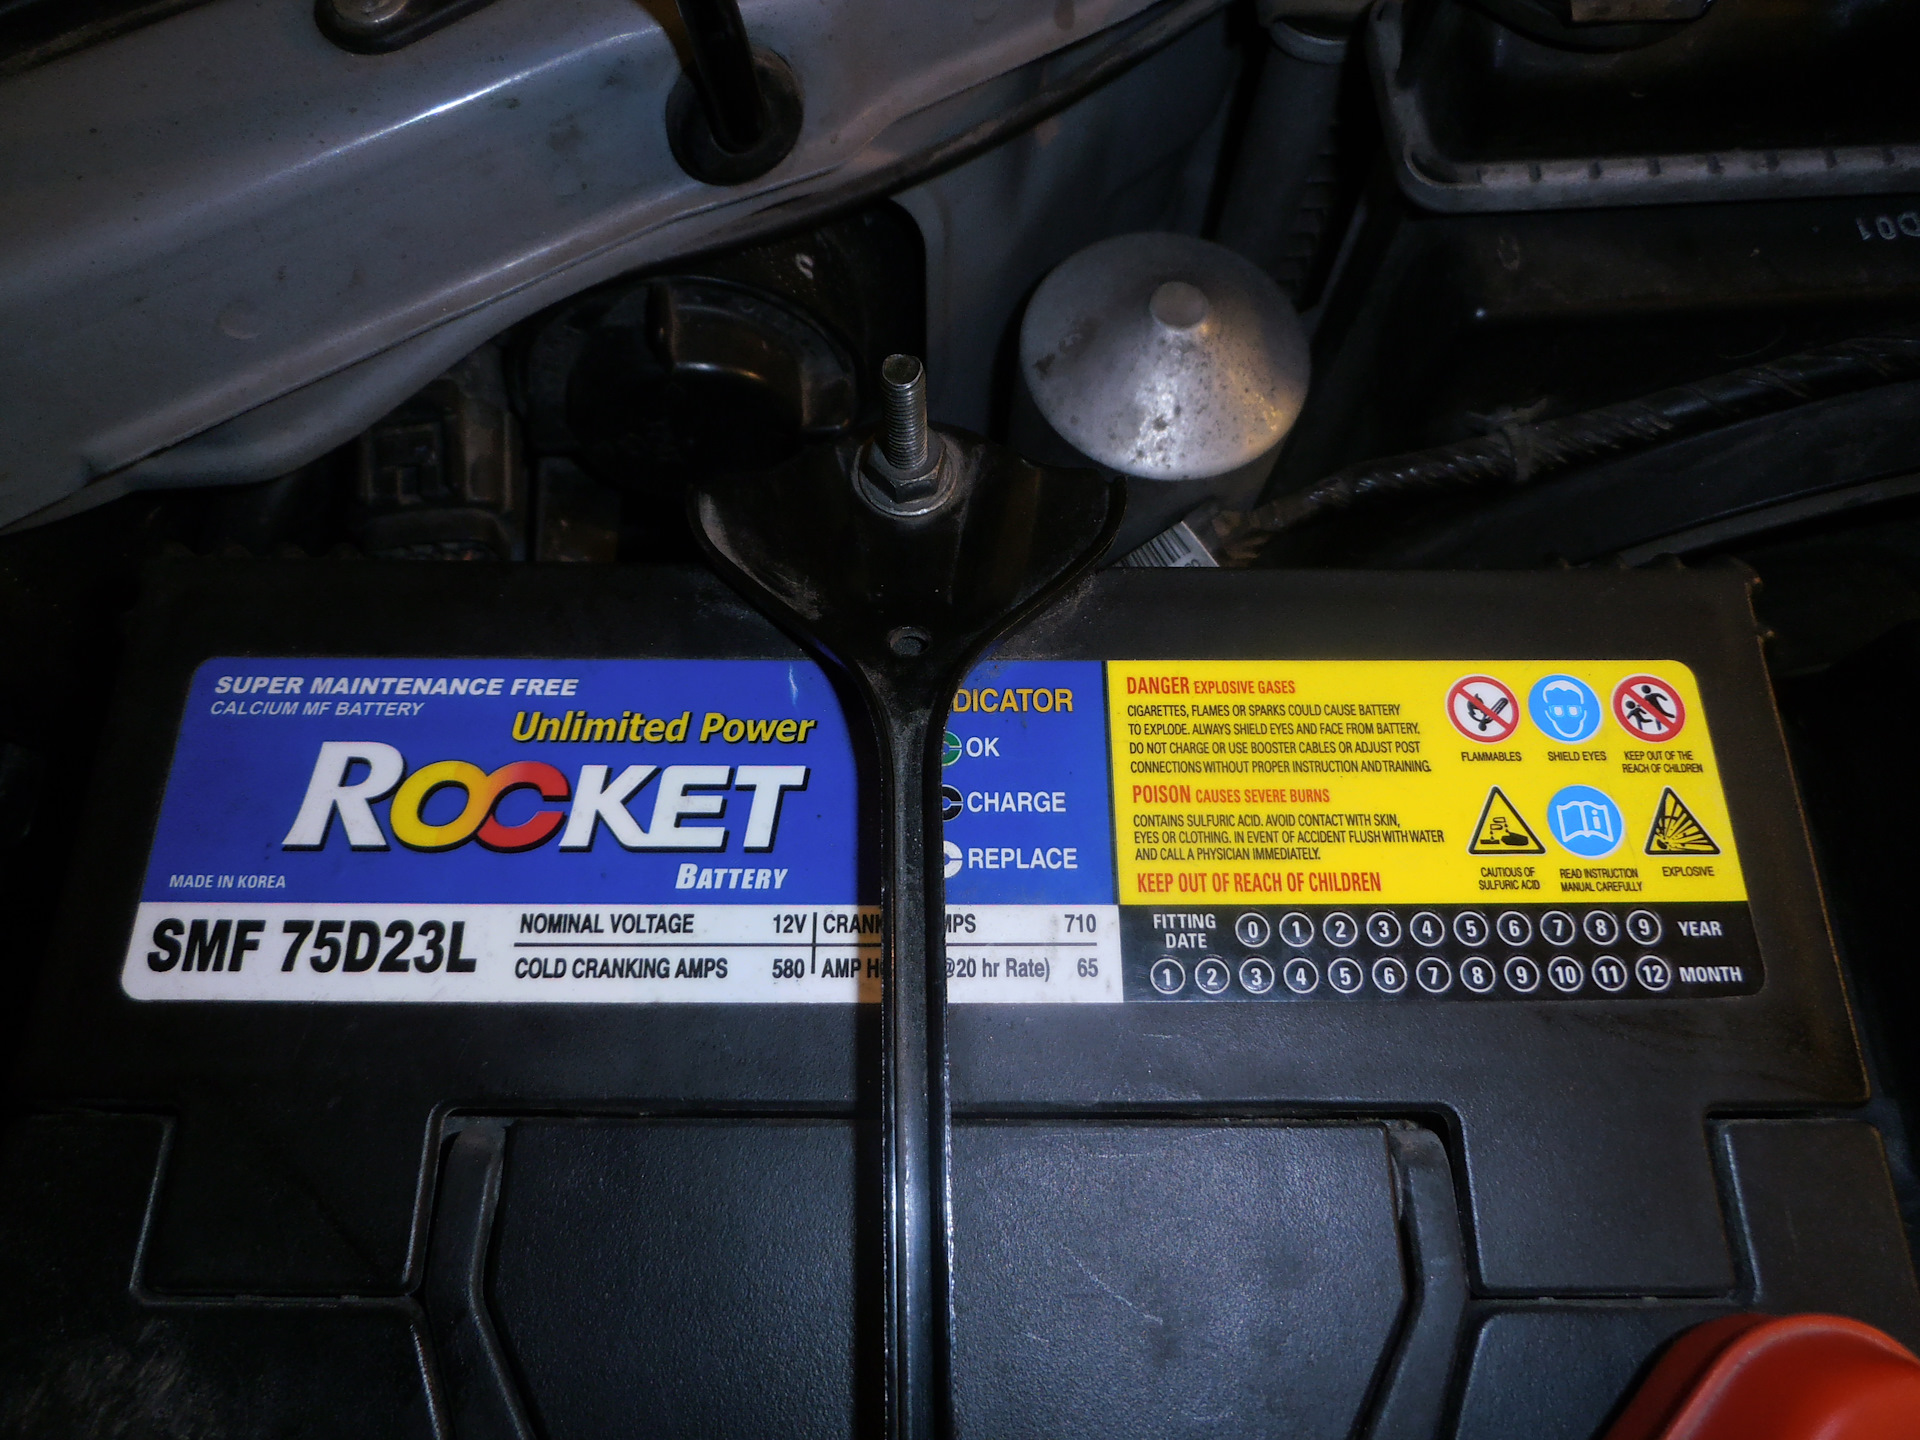 SUPER MAINTENANCE FREE
CALCIUM MF BATTERY
Unlimited Power
ROCKET
BATTERY
MADE IN KOREA
DICATOR
OK
CHARGE
REPLACE
SMF 75D23L
NOMINAL VOLTAGE 12V
COLD CRANKING AMPS 580
CRANK MPS 710
AMP H @20 hr Rate) 65
DANGER EXPLOSIVE GASES
CIGARETTES, FLAMES OR SPARKS COULD CAUSE BATTERY
TO EXPLODE. ALWAYS SHIELD EYES AND FACE FROM BATTERY.
DO NOT CHARGE OR USE BOOSTER CABLES OR ADJUST POST
CONNECTIONS WITHOUT PROPER INSTRUCTION AND TRAINING.
POISON CAUSES SEVERE BURNS
CONTAINS SULFURIC ACID. AVOID CONTACT WITH SKIN,
EYES OR CLOTHING. IN EVENT OF ACCIDENT FLUSH WITH WATER
AND CALL A PHYSICIAN IMMEDIATELY.
KEEP OUT OF REACH OF CHILDREN
FLAMMABLES
SHIELD EYES
KEEP OUT OF THE
REACH OF CHILDREN
CAUTIOUS OF
SULFURIC ACID
READ INSTRUCTION
MANUAL CAREFULLY
EXPLOSIVE
FITTING
DATE
0 1 2 3 4 5 6 7 8 9 YEAR
1 2 3 4 5 6 7 8 9 10 11 12 MONTH